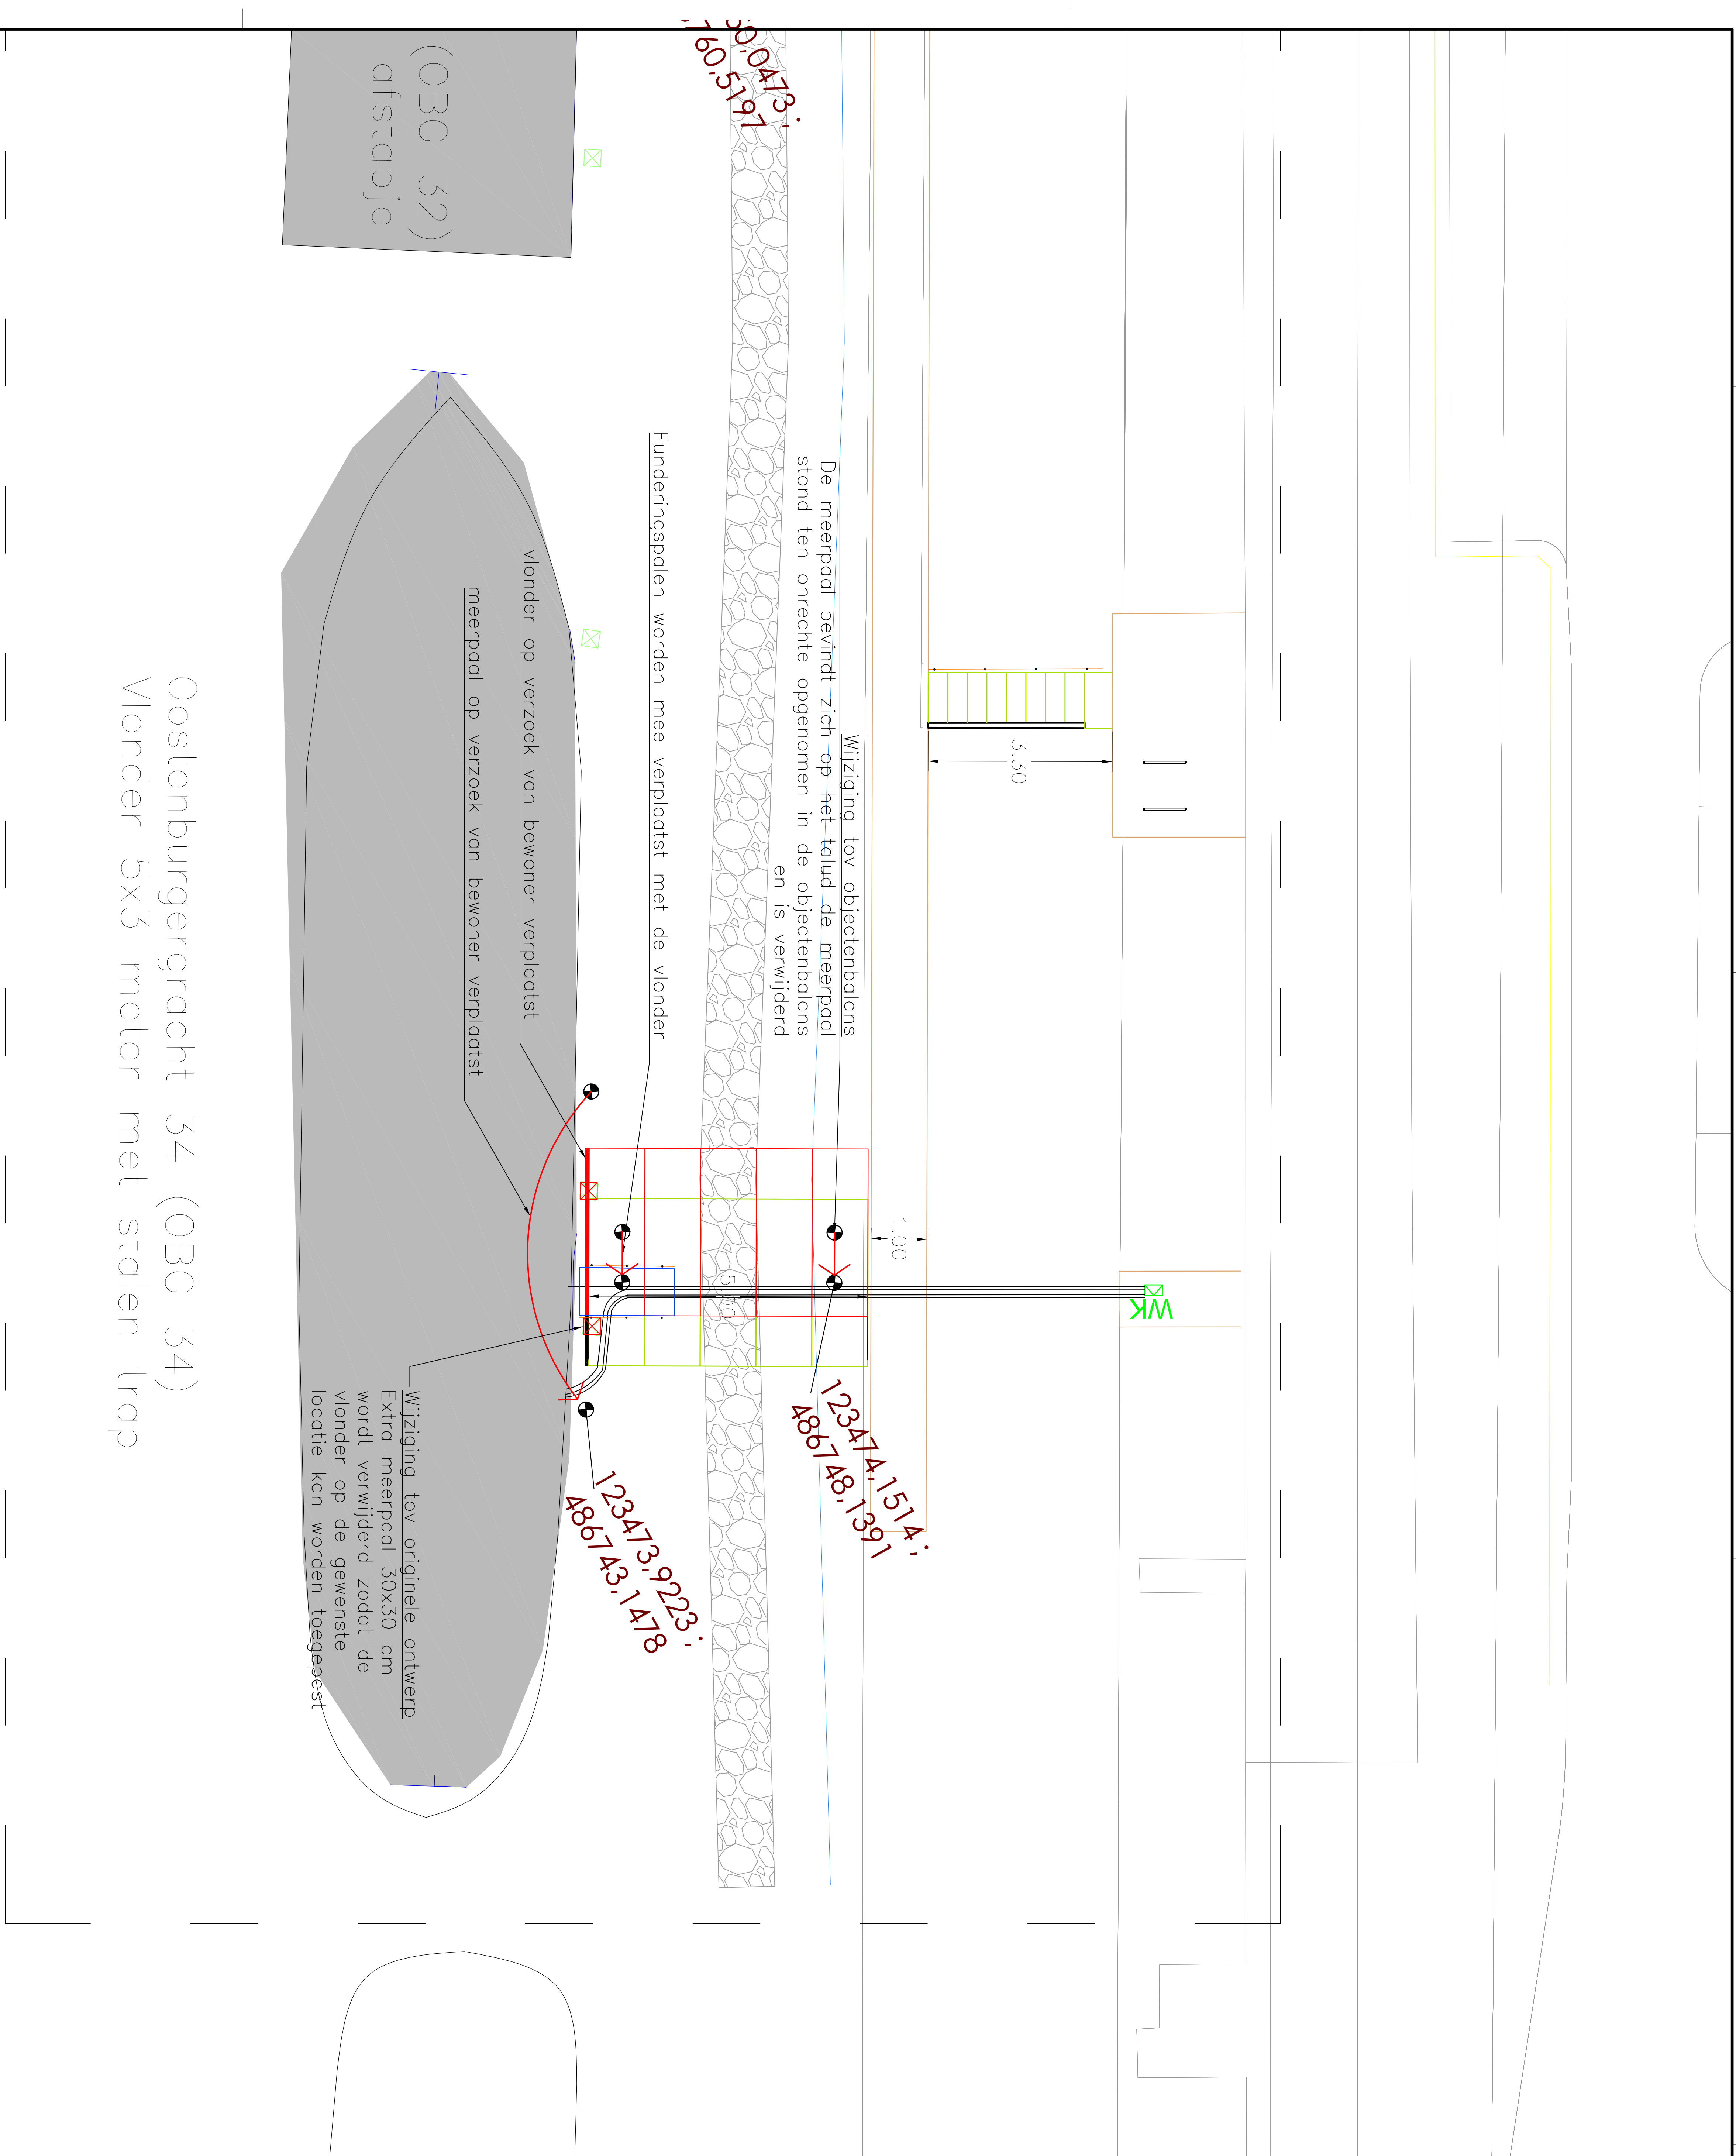 50,0473;
760,5197
(OBG 32)
afstapje
Wijziging tov objectenbalans
De meerpaal bevindt zich op het talud de meerpaal
stond ten onrechte opgenomen in de objectenbalans
en is verwijderd
Funderingspalen worden mee verplaatst met de vlonder
vlonder op verzoek van bewoner verplaatst
meerpaal op verzoek van bewoner verplaatst
3.30
1.00
5.00
WK
123474,1514;
486748,1391
123473,9223;
486743,1478
Wijziging tov originele ontwerp
Extra meerpaal 30x30 cm
wordt verwijderd zodat de
vlonder op de gewenste
locatie kan worden toegepast
Oostenburgergracht 34 (OBG 34)
Vlonder 5x3 meter met stalen trap